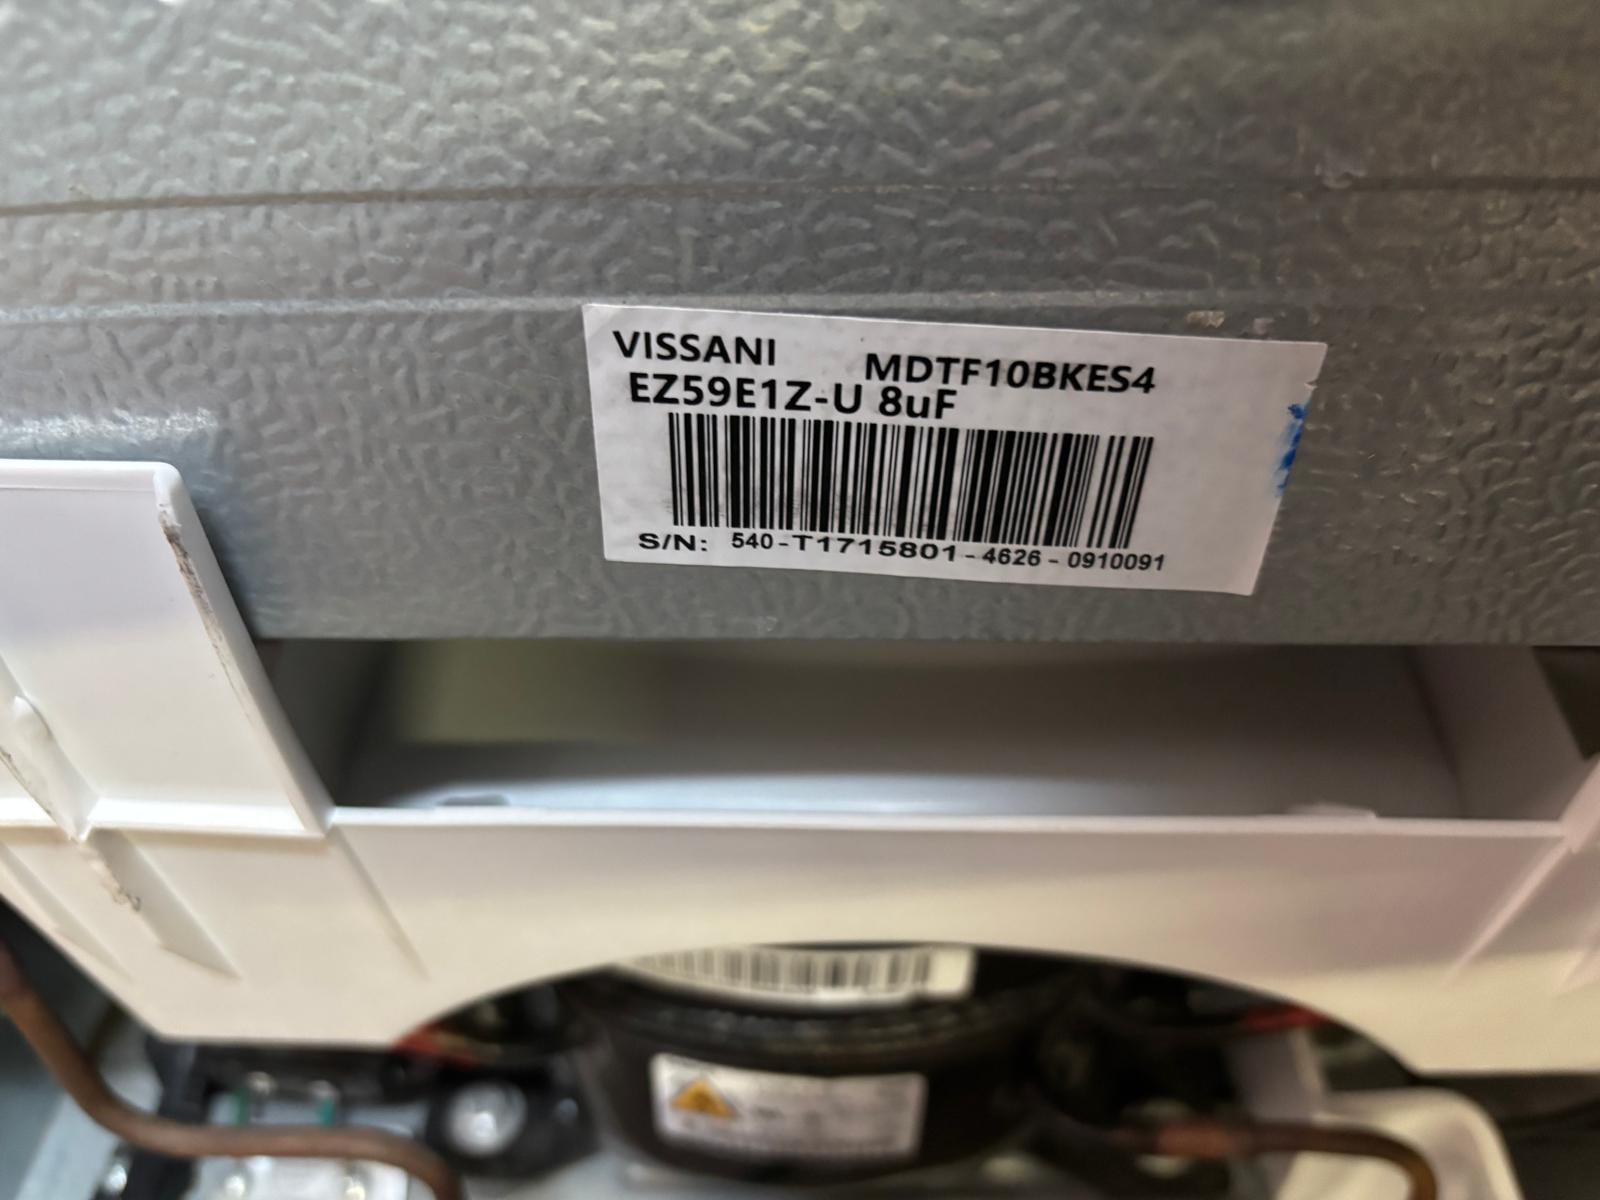 VISSANI MDTF10BKES4
EZ59E1Z-U 8uF
S/N: 540-T1715801-4626-0910091